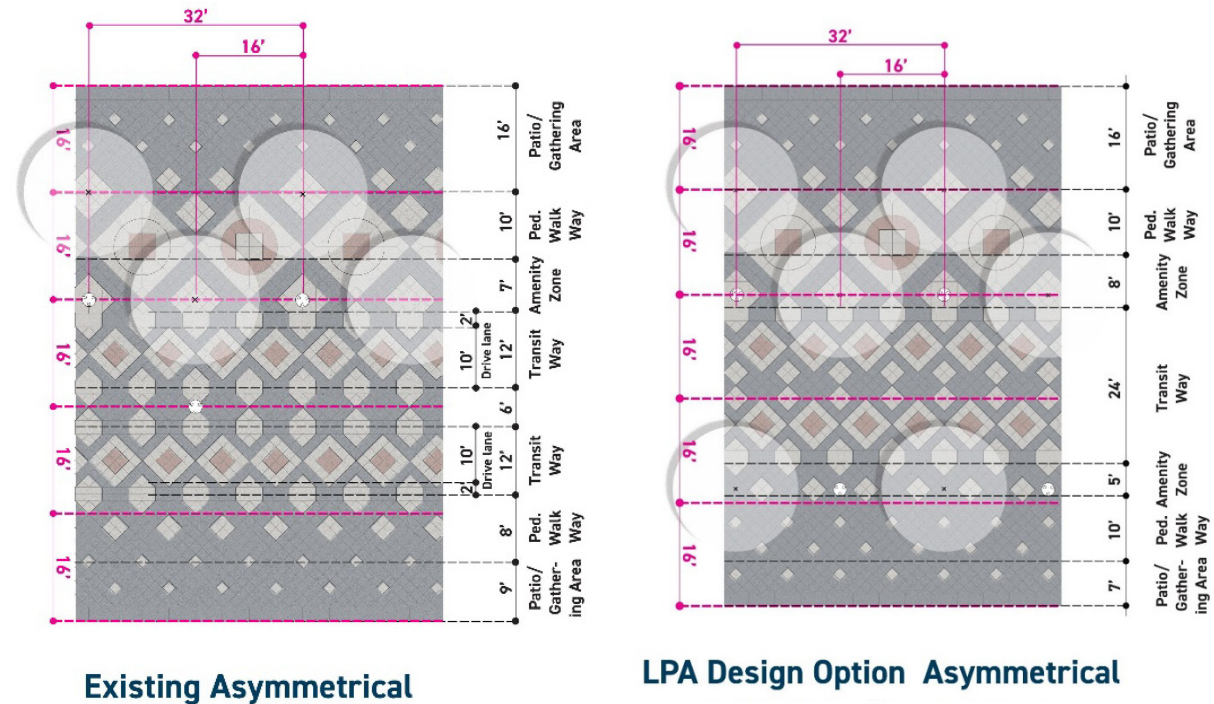 32'
16'
16'
16'
16'
16'
16'
16'
Patio/
Gathering
Area
10'
Ped.
Walk
Way
7'
Amenity
Zone
2'
10'
Drive lane
12'
Transit
Way
6'
10'
Drive lane
12'
2'
Transit
Way
8'
Ped.
Walk
Way
9'
Patio/
Gather-
ing Area
Existing Asymmetrical
32'
16'
16'
16'
16'
16'
16'
16'
Patio/
Gathering
Area
10'
Ped.
Walk
Way
8'
Amenity
Zone
24'
Transit
Way
5'
Amenity
Zone
10'
Ped.
Walk
Way
7'
Patio/
Gather-
ing Area
LPA Design Option Asymmetrical